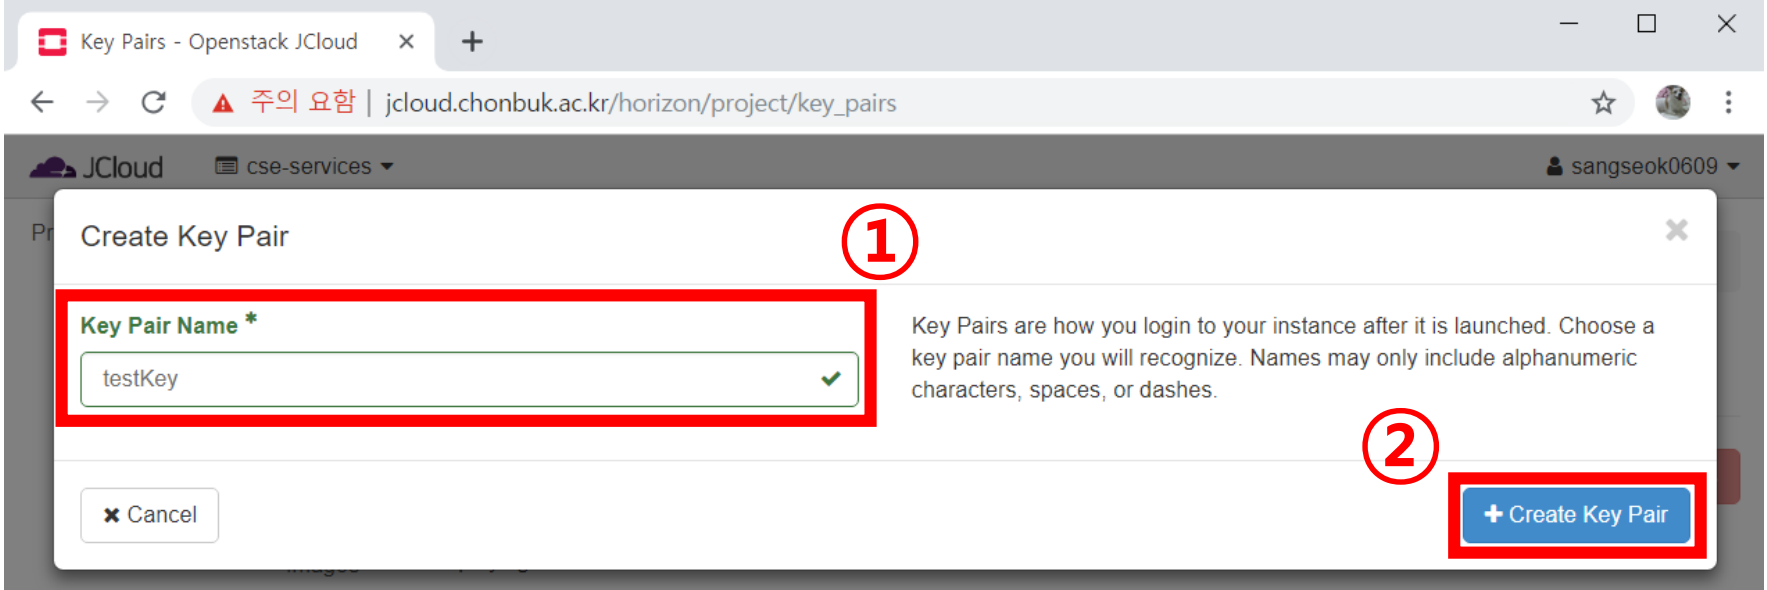 Key Pairs - Openstack JCloud
주의 요함 | jcloud.chonbuk.ac.kr/horizon/project/key_pairs
JCloud cse-services sangseok0609
Pr
Create Key Pair
①
Key Pair Name *
testKey
Key Pairs are how you login to your instance after it is launched. Choose a
key pair name you will recognize. Names may only include alphanumeric
characters, spaces, or dashes.
②
Cancel
Create Key Pair